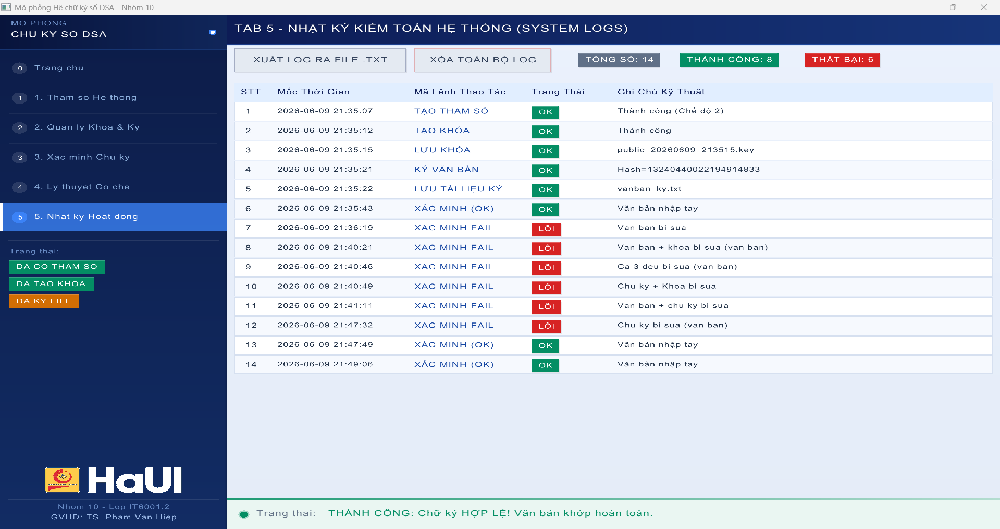 Mô phỏng Hệ chữ ký số DSA - Nhóm 10
MO PHONG
CHU KY SO DSA
0 Trang chu
1 1. Tham so He thong
2 2. Quan ly Khoa & Ky
3 3. Xac minh Chu ky
4 4. Ly thuyet Co che
5 5. Nhat ky Hoat dong
Trang thai:
DA CO THAM SO
DA TAO KHOA
DA KY FILE
HaUI
Nhom 10 - Lop IT6001.2
GVHD: TS. Pham Van Hiep
TAB 5 - NHẬT KÝ KIỂM TOÁN HỆ THỐNG (SYSTEM LOGS)
XUẤT LOG RA FILE .TXT XÓA TOÀN BỘ LOG TỔNG SỐ: 14 THÀNH CÔNG: 8 THẤT BẠI: 6
STT Mốc Thời Gian Mã Lệnh Thao Tác Trạng Thái Ghi Chú Kỹ Thuật
1 2026-06-09 21:35:07 TẠO THAM SỐ OK Thành công (Chế độ 2)
2 2026-06-09 21:35:12 TẠO KHÓA OK Thành công
3 2026-06-09 21:35:15 LƯU KHÓA OK public_20260609_213515.key
4 2026-06-09 21:35:21 KÝ VĂN BẢN OK Hash=13240440022194914833
5 2026-06-09 21:35:22 LƯU TÀI LIỆU KÝ OK vanban_ky.txt
6 2026-06-09 21:35:43 XÁC MINH (OK) OK Văn bản nhập tay
7 2026-06-09 21:36:19 XAC MINH FAIL LỖI Van ban bi sua
8 2026-06-09 21:40:21 XAC MINH FAIL LỖI Van ban + khoa bi sua (van ban)
9 2026-06-09 21:40:46 XAC MINH FAIL LỖI Ca 3 deu bi sua (van ban)
10 2026-06-09 21:40:49 XAC MINH FAIL LỖI Chu ky + Khoa bi sua
11 2026-06-09 21:41:11 XAC MINH FAIL LỖI Van ban + chu ky bi sua
12 2026-06-09 21:47:32 XAC MINH FAIL LỖI Chu ky bi sua (van ban)
13 2026-06-09 21:47:49 XÁC MINH (OK) OK Văn bản nhập tay
14 2026-06-09 21:49:06 XÁC MINH (OK) OK Văn bản nhập tay
Trang thai: THÀNH CÔNG: Chữ ký HỢP LỆ! Văn bản khớp hoàn toàn.